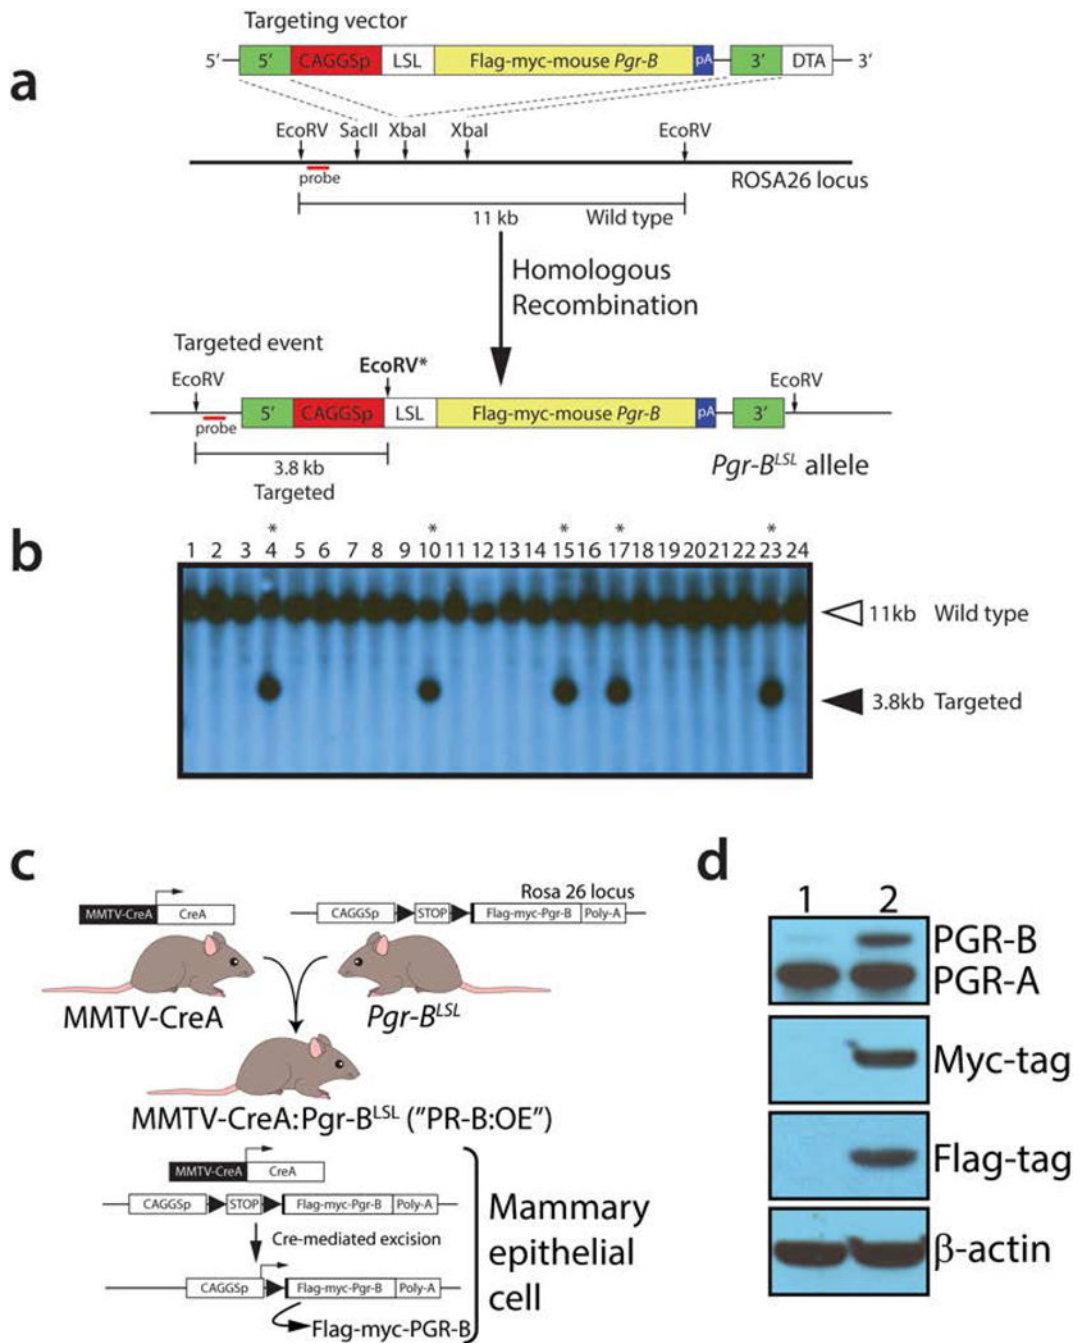 a
Targeting vector
5′ 5′ CAGGSp LSL Flag-myc-mouse Pgr-B pA 3′ DTA 3′
EcoRV SacII XbaI XbaI EcoRV
probe
ROSA26 locus
11 kb Wild type
Homologous
Recombination
Targeted event
EcoRV*
EcoRV EcoRV
5′ CAGGSp LSL Flag-myc-mouse Pgr-B pA 3′
probe
3.8 kb
Targeted
Pgr-B^LSL allele
b
* * * * *
1 2 3 4 5 6 7 8 9 10 11 12 13 14 15 16 17 18 19 20 21 22 23 24
11kb Wild type
3.8kb Targeted
c
Rosa 26 locus
MMTV-CreA CreA
CAGGSp STOP Flag-myc-Pgr-B Poly-A
MMTV-CreA
Pgr-B^LSL
MMTV-CreA:Pgr-B^LSL ("PR-B:OE")
MMTV-CreA CreA
CAGGSp STOP Flag-myc-Pgr-B Poly-A
Cre-mediated excision
CAGGSp Flag-myc-Pgr-B Poly-A
Flag-myc-PGR-B
Mammary
epithelial
cell
d
1 2
PGR-B
PGR-A
Myc-tag
Flag-tag
β-actin